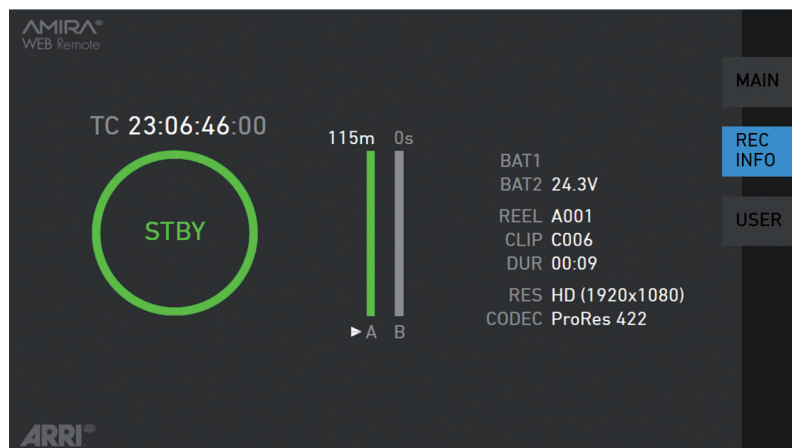 AMIRA®
WEB Remote
TC 23:06:46:00
STBY
115m 0s
A B
BAT1
BAT2 24.3V
REEL A001
CLIP C006
DUR 00:09
RES HD (1920x1080)
CODEC ProRes 422
MAIN
REC
INFO
USER
ARRI®